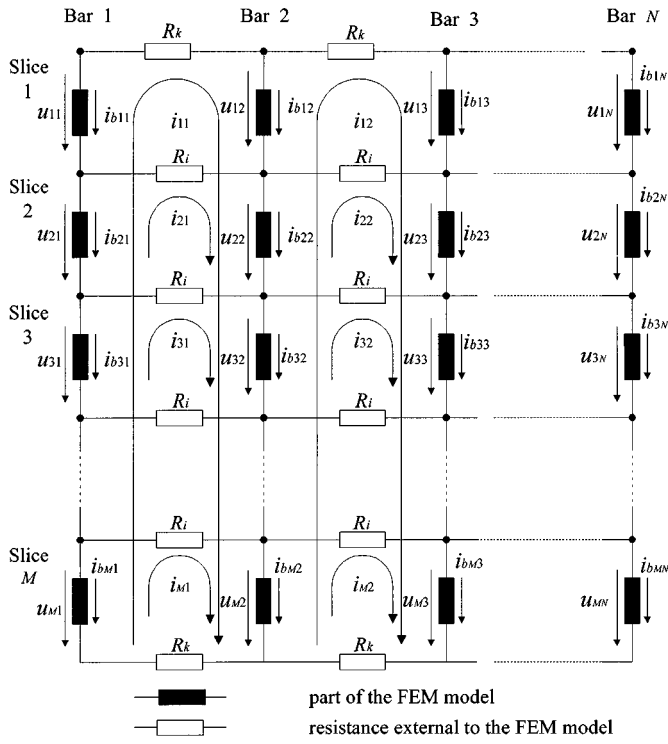 Bar 1 Bar 2 Bar 3 Bar N
Rk Rk
Slice 1
u11 ib11 i11 u12 ib12 i12 u13 ib13 u1N ib1N
Ri Ri
Slice 2
u21 ib21 i21 u22 ib22 i22 u23 ib23 u2N ib2N
Ri Ri
Slice 3
u31 ib31 i31 u32 ib32 i32 u33 ib33 u3N ib3N
Ri Ri
Ri Ri
Slice M
uM1 ibM1 iM1 uM2 ibM2 iM2 uM3 ibM3 uMN ibMN
Rk Rk
part of the FEM model
resistance external to the FEM model